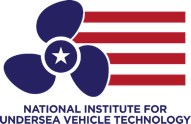 NATIONAL INSTITUTE FOR
UNDERSEA VEHICLE TECHNOLOGY